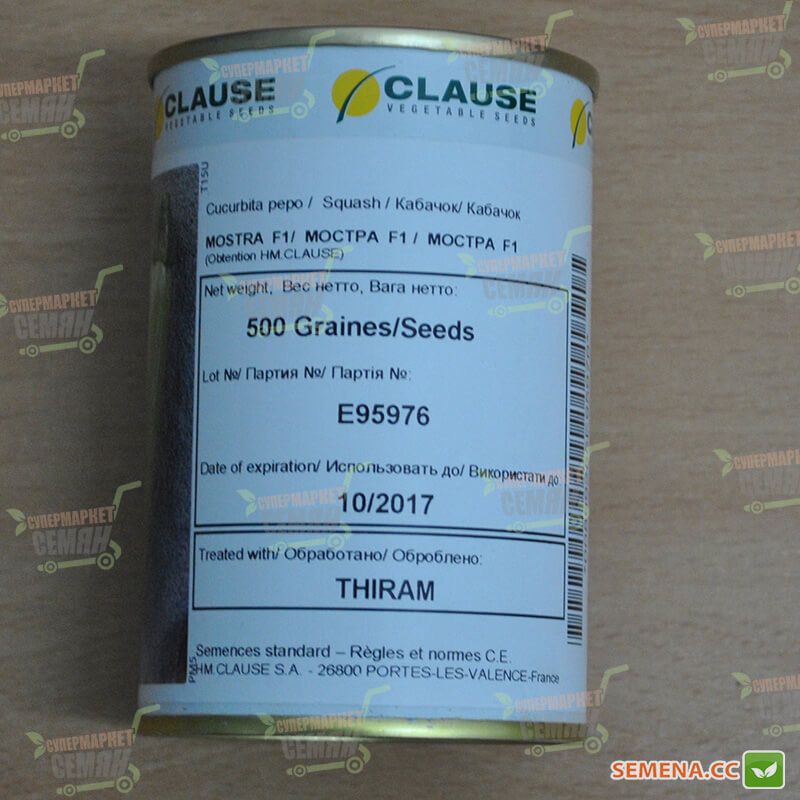 CLAUSE
VEGETABLE SEEDS
CLAUSE
VEGETABLE SEEDS
T15U
Cucurbita pepo / Squash / Кабачок/ Кабачок
MOSTRA F1/ МОСТРА F1 / МОСТРА F1
(Obtention HM.CLAUSE)
Net weight, Вес нетто, Вага нетто:
500 Graines/Seeds
Lot №/ Партия №/ Партія №:
E95976
Date of expiration/ Использовать до/ Використати до:
10/2017
Treated with/ Обработано/ Оброблено:
THIRAM
Semences standard – Règles et normes C.E.
HM.CLAUSE S.A. - 26800 PORTES-LES-VALENCE-France
PM5
СУПЕРМАРКЕТ
СЕМЯН
SEMENA.CC